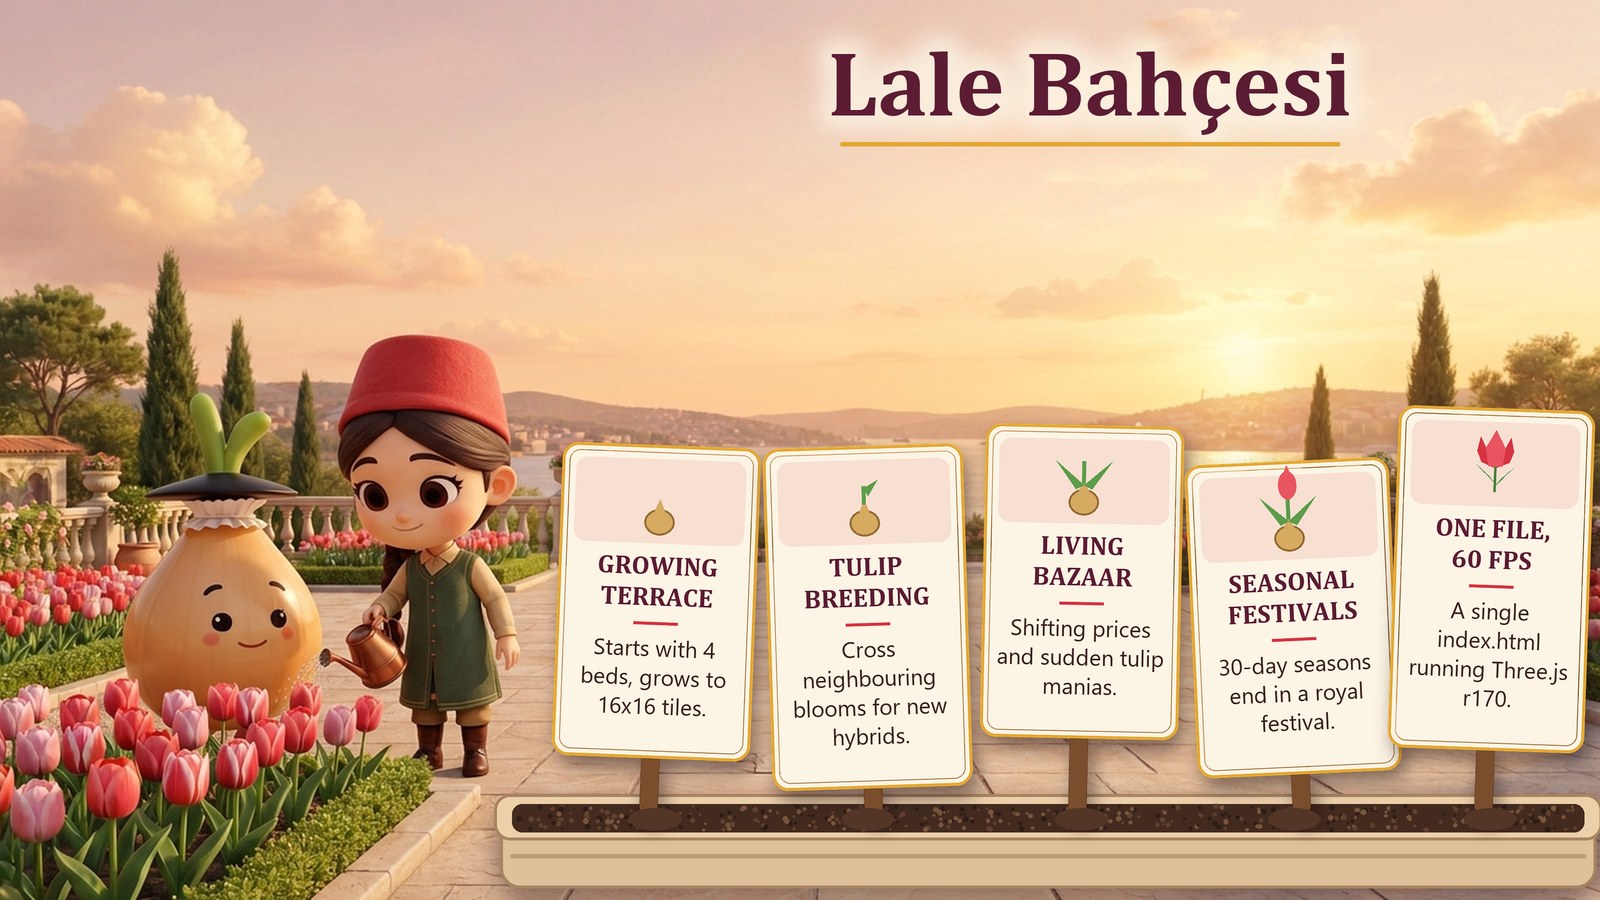 Lale Bahçesi
GROWING
TERRACE
Starts with 4
beds, grows to
16x16 tiles.
TULIP
BREEDING
Cross
neighbouring
blooms for new
hybrids.
LIVING
BAZAAR
Shifting prices
and sudden tulip
manias.
SEASONAL
FESTIVALS
30-day seasons
end in a royal
festival.
ONE FILE,
60 FPS
A single
index.html
running Three.js
r170.